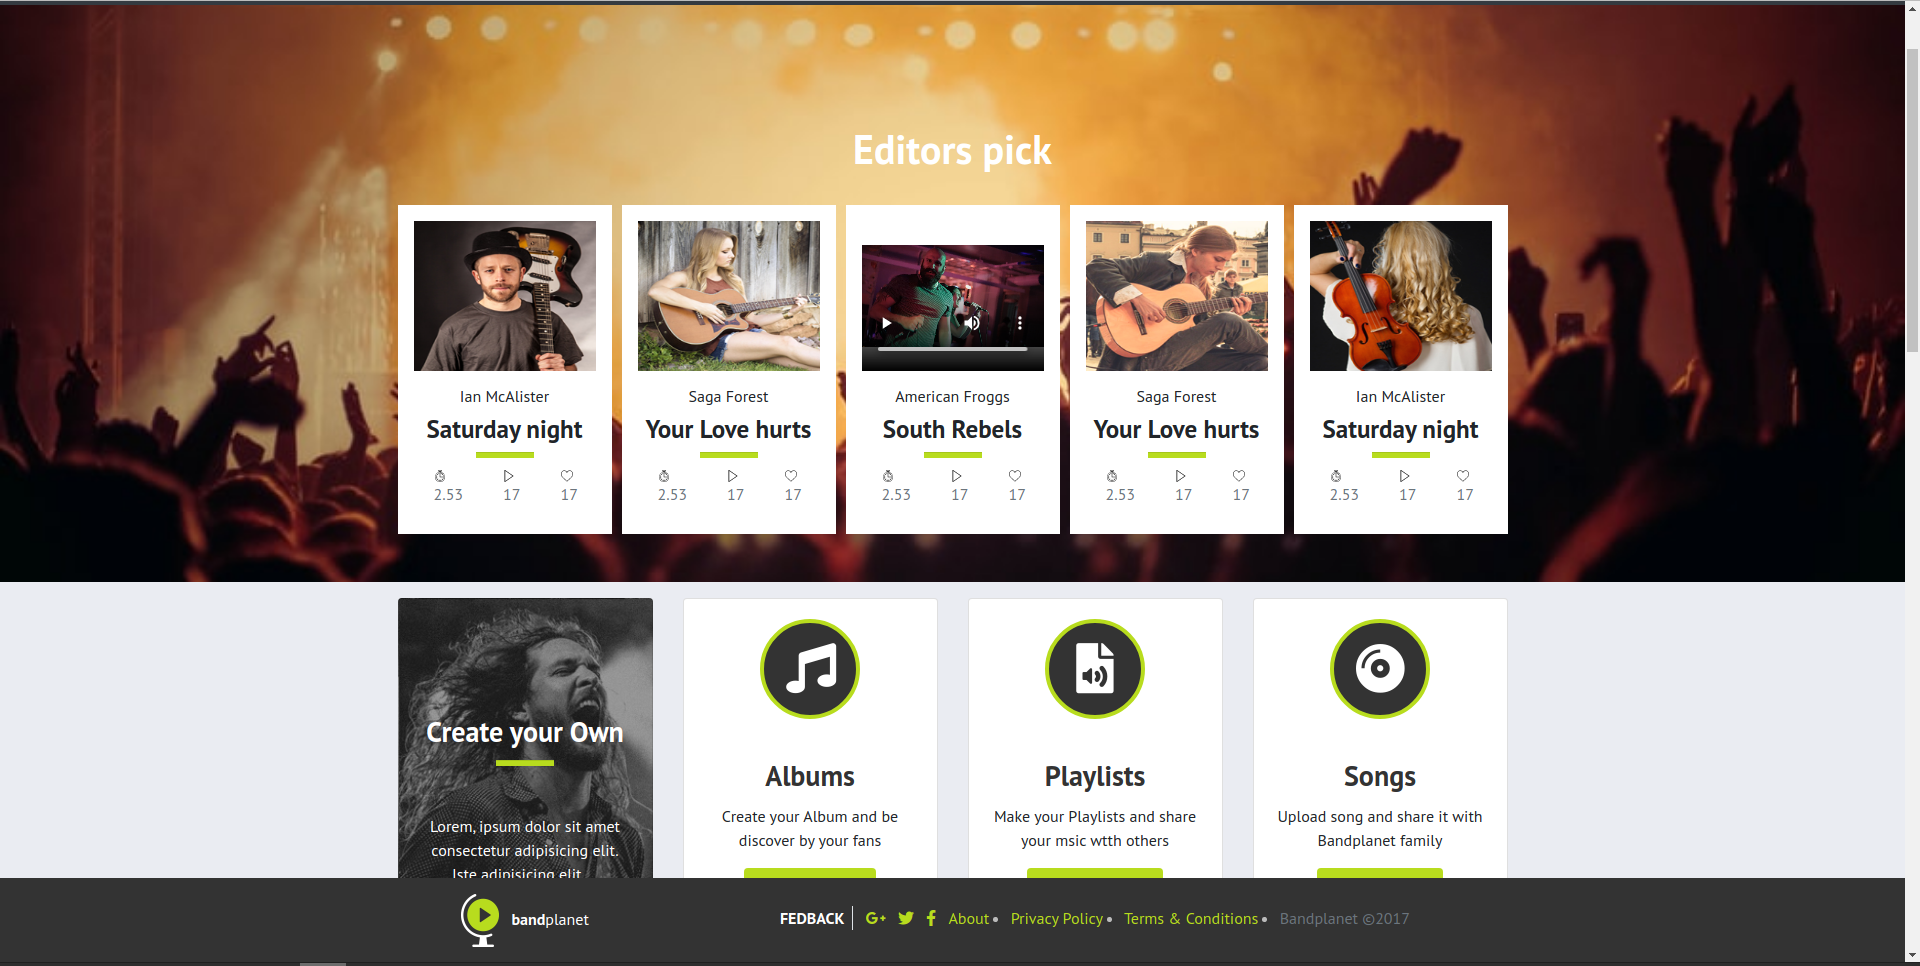 Editors pick
Ian McAlister
Saturday night
2.53 17 17
Saga Forest
Your Love hurts
2.53 17 17
American Froggs
South Rebels
2.53 17 17
Saga Forest
Your Love hurts
2.53 17 17
Ian McAlister
Saturday night
2.53 17 17
Create your Own
Lorem, ipsum dolor sit amet
consectetur adipisicing elit.
Iste adipisicing elit
Albums
Create your Album and be
discover by your fans
Playlists
Make your Playlists and share
your msic wtth others
Songs
Upload song and share it with
Bandplanet family
bandplanet
FEDBACK G+ About • Privacy Policy • Terms & Conditions • Bandplanet ©2017